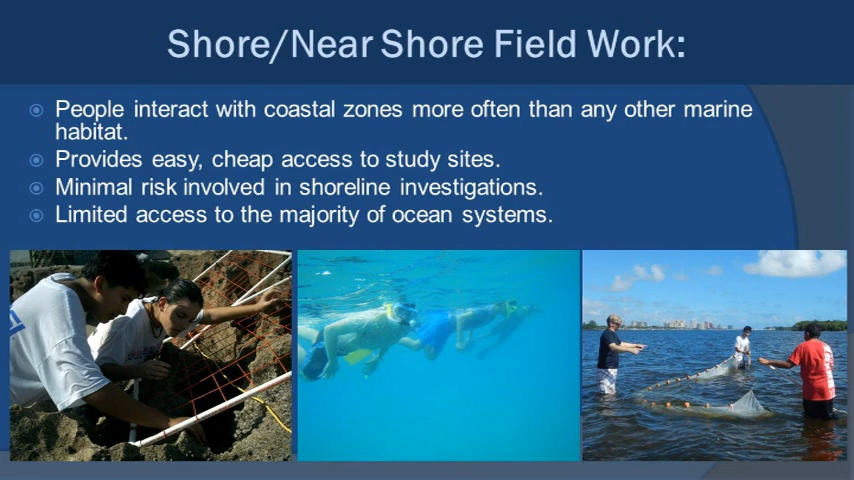 Shore/Near Shore Field Work:
People interact with coastal zones more often than any other marine
habitat.
Provides easy, cheap access to study sites.
Minimal risk involved in shoreline investigations.
Limited access to the majority of ocean systems.